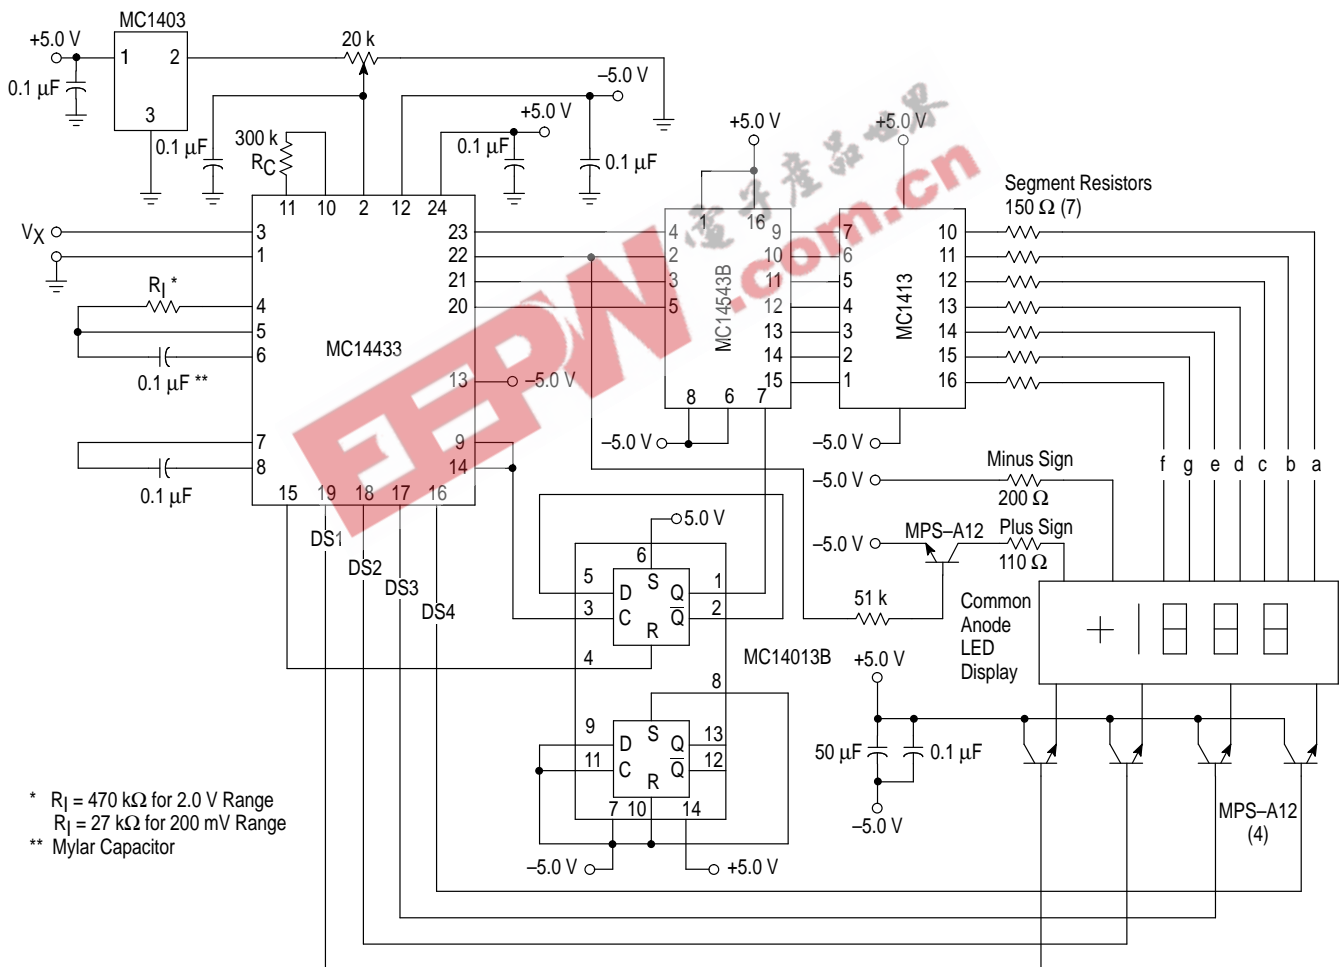 MC1403
+5.0 V
1
2
3
0.1 µF
20 k
–5.0 V
+5.0 V
0.1 µF
300 k
RC
0.1 µF
0.1 µF
11
10
2
12
24
VX
3
1
RI *
4
5
6
0.1 µF **
7
8
0.1 µF
MC14433
23
22
21
20
13
–5.0 V
9
14
15
19
18
17
16
DS1
DS2
DS3
DS4
+5.0 V
1
16
4
2
3
5
MC14543B
9
10
11
12
13
14
15
8
6
7
–5.0 V
+5.0 V
7
6
5
4
3
2
1
MC1413
10
11
12
13
14
15
16
–5.0 V
Segment Resistors
150 Ω (7)
f g e d c b a
Minus Sign
–5.0 V
200 Ω
MPS–A12
Plus Sign
–5.0 V
110 Ω
51 k
Common
Anode
LED
Display
5.0 V
6
5
D
S
Q
1
3
C
Q
2
R
4
MC14013B
8
9
D
S
Q
13
11
C
Q
12
R
7
10
14
–5.0 V
+5.0 V
+5.0 V
50 µF
0.1 µF
–5.0 V
MPS–A12
(4)
* RI = 470 kΩ for 2.0 V Range
RI = 27 kΩ for 200 mV Range
** Mylar Capacitor
EEPW
.com.cn
電子產品世界